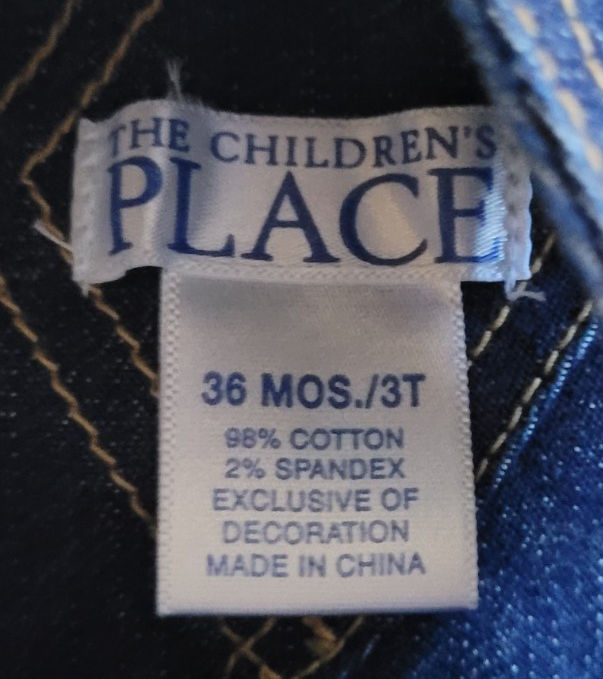 THE CHILDREN'S
PLACE
36 MOS./3T
98% COTTON
2% SPANDEX
EXCLUSIVE OF
DECORATION
MADE IN CHINA